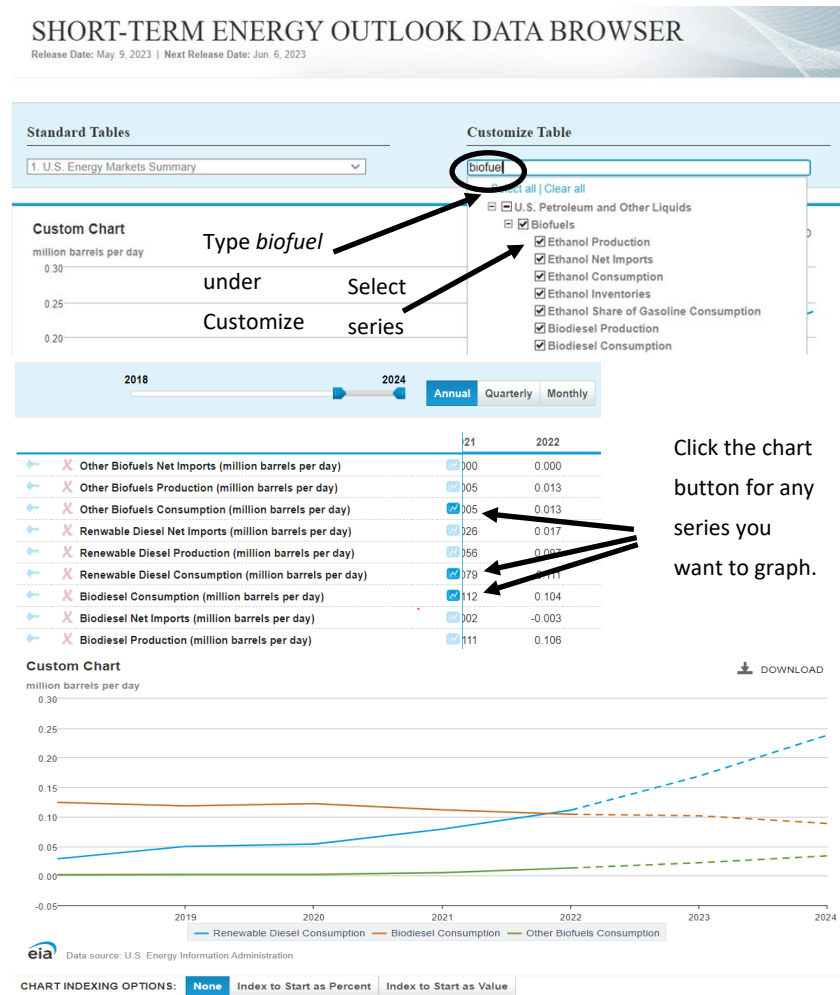 SHORT-TERM ENERGY OUTLOOK DATA BROWSER
Release Date: May. 9, 2023 | Next Release Date: Jun. 6, 2023
Standard Tables
Customize Table
1. U.S. Energy Markets Summary
biofuel
Select all | Clear all
U.S. Petroleum and Other Liquids
Biofuels
Ethanol Production
Ethanol Net Imports
Ethanol Consumption
Ethanol Inventories
Ethanol Share of Gasoline Consumption
Biodiesel Production
Biodiesel Consumption
Custom Chart
million barrels per day
0.30
0.25
0.20
Type biofuel
under
Customize
Select
series
2018 2024
Annual Quarterly Monthly
21 2022
Other Biofuels Net Imports (million barrels per day) 000 0.000
Other Biofuels Production (million barrels per day) 005 0.013
Other Biofuels Consumption (million barrels per day) 005 0.013
Renwable Diesel Net Imports (million barrels per day) 026 0.017
Renewable Diesel Production (million barrels per day) 056
Renewable Diesel Consumption (million barrels per day) 079
Biodiesel Consumption (million barrels per day) 112 0.104
Biodiesel Net Imports (million barrels per day) 002 -0.003
Biodiesel Production (million barrels per day) 111 0.106
Click the chart
button for any
series you
want to graph.
Custom Chart
DOWNLOAD
million barrels per day
0.30
0.25
0.20
0.15
0.10
0.05
0.00
-0.05
2019 2020 2021 2022 2023 2024
Renewable Diesel Consumption Biodiesel Consumption Other Biofuels Consumption
eia Data source: U.S. Energy Information Administration
CHART INDEXING OPTIONS: None Index to Start as Percent Index to Start as Value